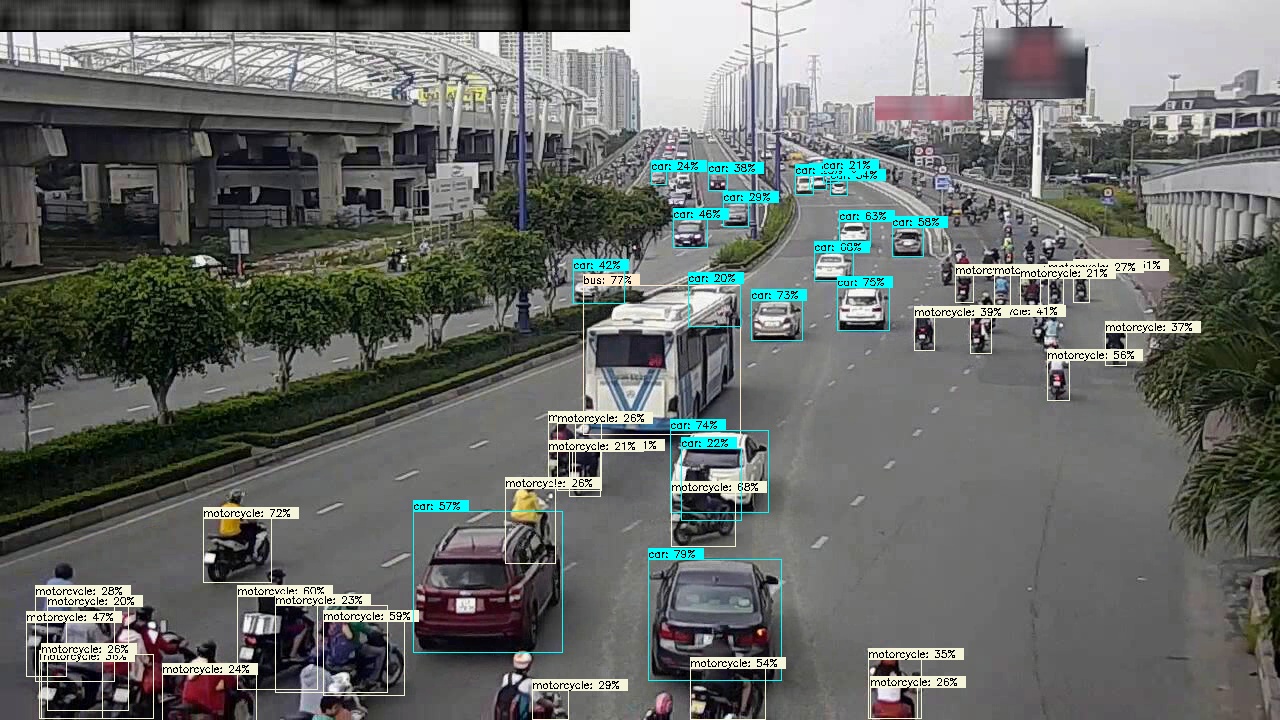 car: 24%
car: 38%
car: 21%
car: 29%
car: 46%
car: 63%
car: 58%
car: 68%
car: 42%
bus: 77%
car: 20%
car: 73%
car: 75%
27%
motorcycle: 21%
motorcycle: 39%
41%
motorcycle: 37%
motorcycle: 56%
motorcycle: 26%
car: 74%
motorcycle: 21%
car: 22%
motorcycle: 26%
motorcycle: 68%
car: 57%
motorcycle: 72%
car: 79%
motorcycle: 28%
motorcycle: 20%
motorcycle: 60%
motorcycle: 23%
motorcycle: 47%
motorcycle: 59%
motorcycle: 26%
motorcycle: 24%
motorcycle: 54%
motorcycle: 35%
motorcycle: 29%
motorcycle: 26%